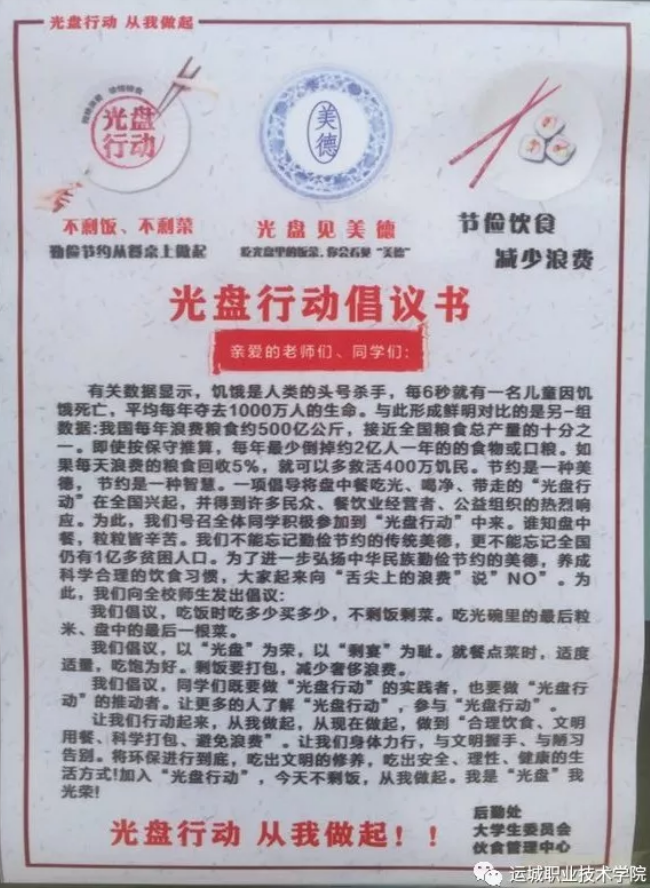 光盘行动 从我做起
光盘
行动
美德
不剩饭、不剩菜
勤俭节约从餐桌上做起
光盘见美德
吃光盘里的饭菜,你会看见“美德”
节俭饮食
减少浪费
光盘行动倡议书
亲爱的老师们、同学们:
有关数据显示,饥饿是人类的头号杀手,每6秒就有一名儿童因饥
饿死亡,平均每年夺去1000万人的生命。与此形成鲜明对比的是另一组
数据:我国每年浪费粮食约500亿公斤,接近全国粮食总产量的十分之
一。即使按保守推算,每年最少倒掉约2亿人一年的的食物或口粮。如
果每天浪费的粮食回收5%,就可以多救活400万饥民。节约是一种美
德,节约是一种智慧。一项倡导将盘中餐吃光、喝净、带走的“光盘行
动”在全国兴起,并得到许多民众、餐饮业经营者、公益组织的热烈响
应。为此,我们号召全体同学积极参加到“光盘行动”中来。谁知盘中
餐,粒粒皆辛苦。我们不能忘记勤俭节约的传统美德,更不能忘记全国
仍有1亿多贫困人口。为了进一步弘扬中华民族勤俭节约的美德,养成
科学合理的饮食习惯,大家起来向“舌尖上的浪费”说”NO”。为
此,我们向全校师生发出倡议:
我们倡议,吃饭时吃多少买多少,不剩饭剩菜。吃光碗里的最后粒
米、盘中的最后一根菜。
我们倡议,以“光盘”为荣,以“剩宴”为耻。就餐点菜时,适度
适量,吃饱为好。剩饭要打包,减少奢侈浪费。
我们倡议,同学们既要做“光盘行动”的实践者,也要做“光盘行
动”的推动者。让更多的人了解“光盘行动”,参与“光盘行动”。
让我们行动起来,从我做起,从现在做起,做到“合理饮食、文明
用餐、科学打包、避免浪费”。让我们身体力行,与文明握手、与陋习
告别。将环保进行到底,吃出文明的修养,吃出安全、理性、健康的生
活方式!加入“光盘行动”,今天不剩饭,从我做起。我是“光盘”我
光荣!
光盘行动 从我做起!!
后勤处
大学生委员会
伙食管理中心
运城职业技术学院